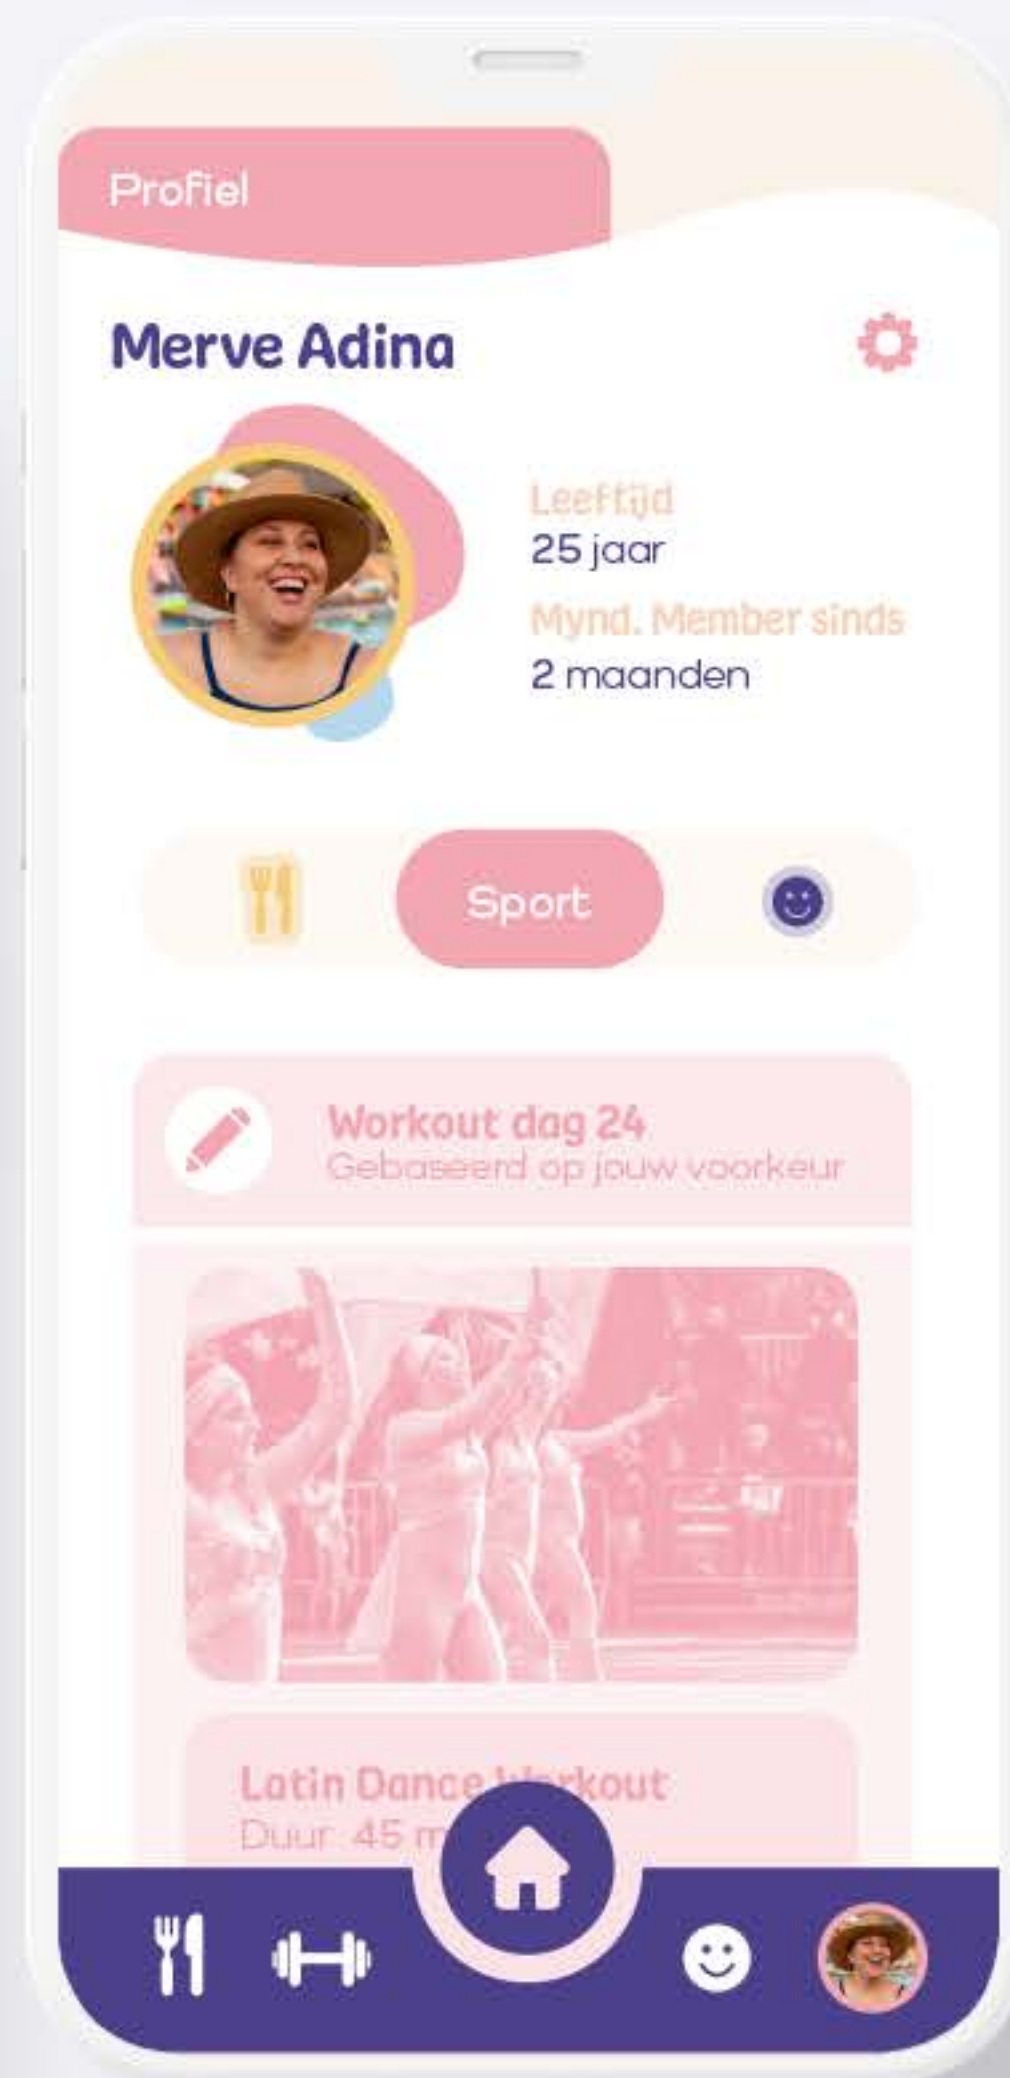 Profiel
Merve Adina
Leeftijd
25 jaar
Mynd. Member sinds
2 maanden
Sport
Workout dag 24
Gebaseerd op jouw voorkeur
Latin Dance Workout
Duur 45 m